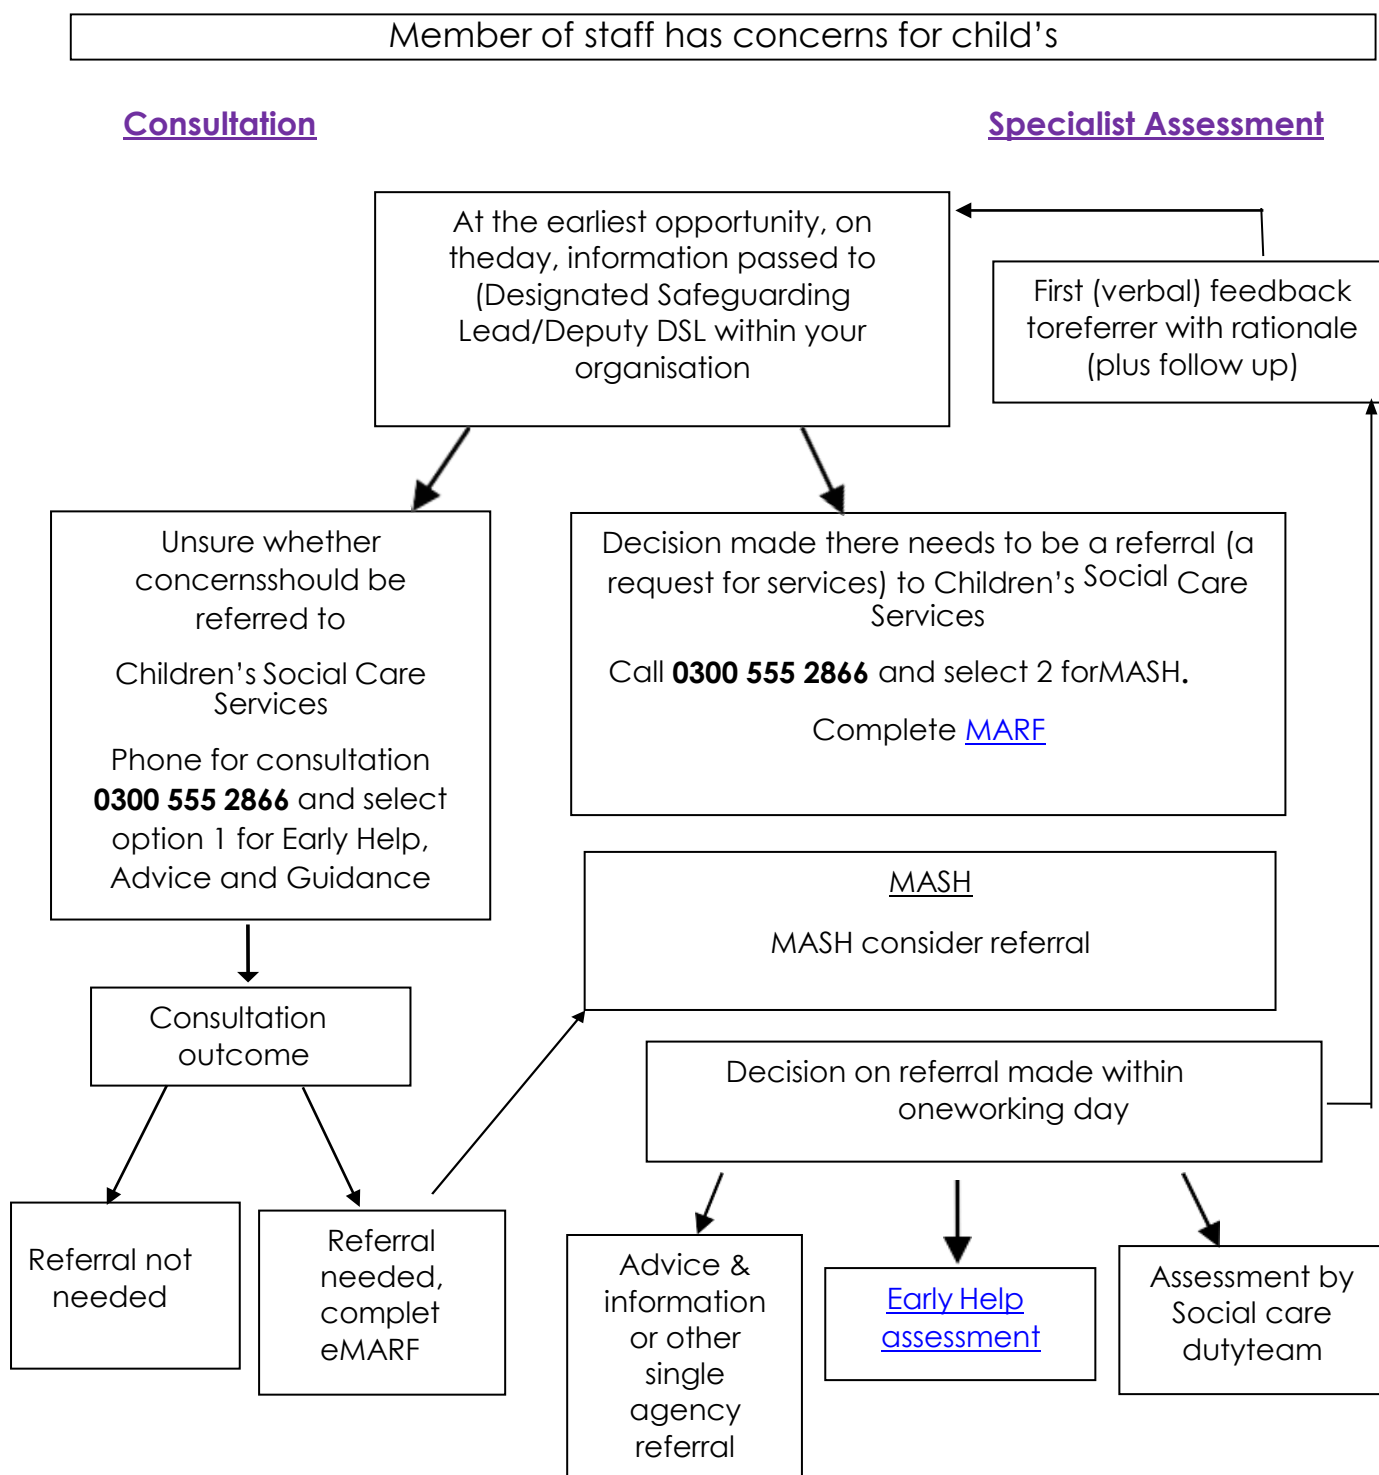 Member of staff has concerns for child's
Consultation
Specialist Assessment
At the earliest opportunity, on
theday, information passed to
(Designated Safeguarding
Lead/Deputy DSL within your
organisation
First (verbal) feedback
toreferrer with rationale
(plus follow up)
Unsure whether
concernsshould be
referred to
Children’s Social Care
Services
Phone for consultation
0300 555 2866 and select
option 1 for Early Help,
Advice and Guidance
Decision made there needs to be a referral (a
request for services) to Children’s Social Care
Services
Call 0300 555 2866 and select 2 forMASH.
Complete MARF
MASH
MASH consider referral
Consultation
outcome
Decision on referral made within
oneworking day
Referral not
needed
Referral
needed,
complet
eMARF
Advice &
information
or other
single
agency
referral
Early Help
assessment
Assessment by
Social care
dutyteam